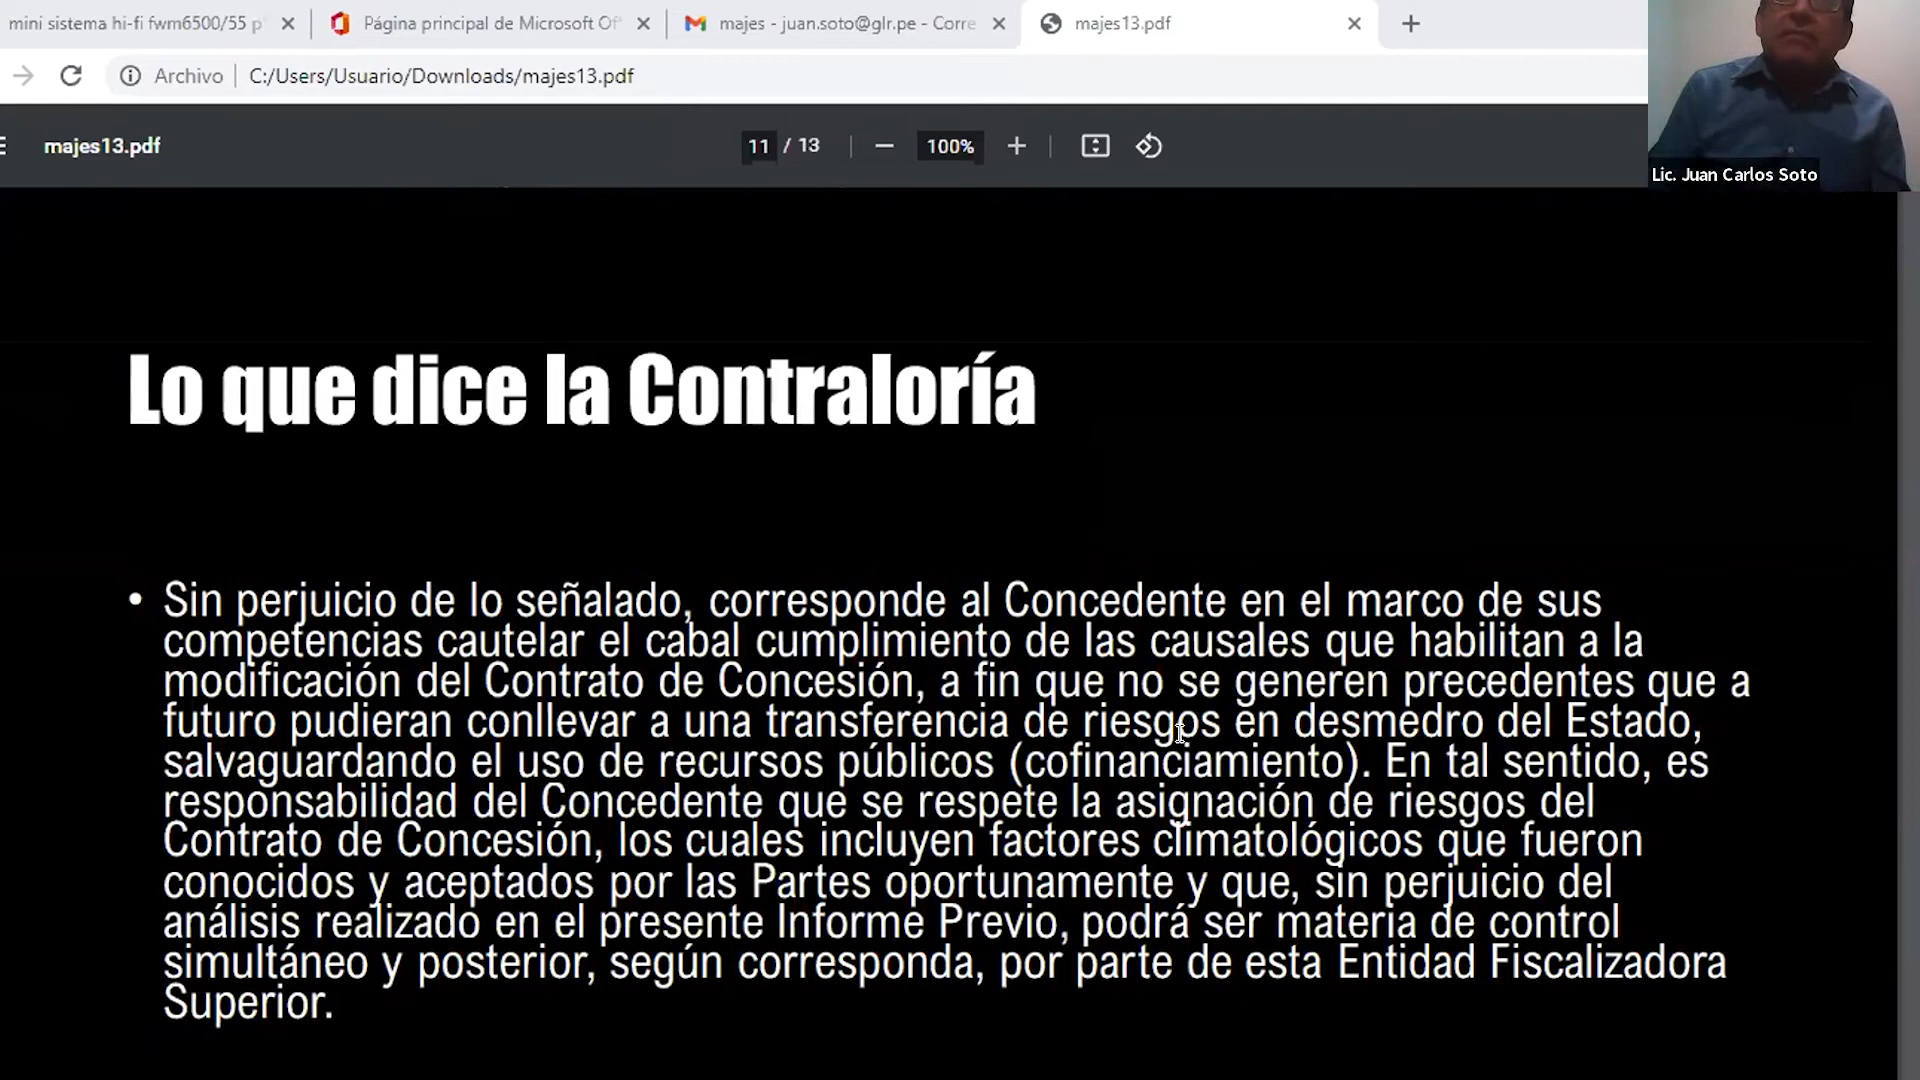 mini sistema hi-fi fwm6500/55 p
Página principal de Microsoft Of
majes - juan.soto@glr.pe - Corre
majes13.pdf
Archivo
C:/Users/Usuario/Downloads/majes13.pdf
majes13.pdf
11 / 13
100%
Lic. Juan Carlos Soto
Lo que dice la Contraloría
• Sin perjuicio de lo señalado, corresponde al Concedente en el marco de sus
competencias cautelar el cabal cumplimiento de las causales que habilitan a la
modificación del Contrato de Concesión, a fin que no se generen precedentes que a
futuro pudieran conllevar a una transferencia de riesgos en desmedro del Estado,
salvaguardando el uso de recursos públicos (cofinanciamiento). En tal sentido, es
responsabilidad del Concedente que se respete la asignación de riesgos del
Contrato de Concesión, los cuales incluyen factores climatológicos que fueron
conocidos y aceptados por las Partes oportunamente y que, sin perjuicio del
análisis realizado en el presente Informe Previo, podrá ser materia de control
simultáneo y posterior, según corresponda, por parte de esta Entidad Fiscalizadora
Superior.